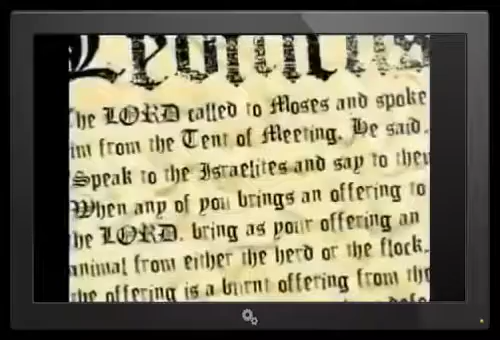 Leviticus
he LORD called to Moses and spoke
im from the Tent of Meeting. He said,
Speak to the Israelites and say to them
When any of you brings an offering to
he LORD, bring as your offering an
animal from either the herd or the flock.
the offering is a burnt offering from the